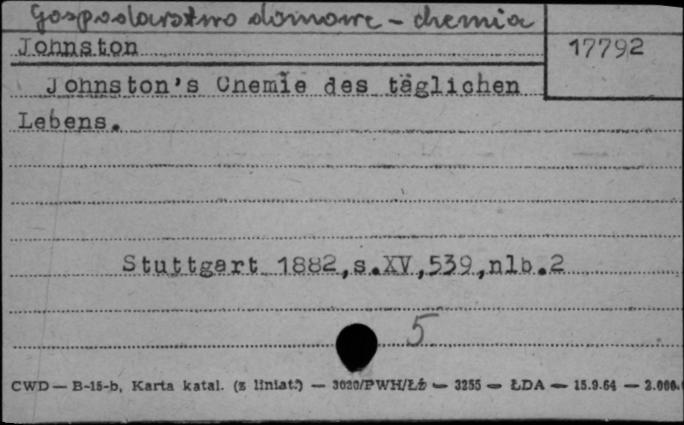 Gospodarstwo domowe - chemia
Johnston
17792
Johnston's Chemie des täglichen
Lebens.
Stuttgart 1882,s.XV,539,nlb.2
5
CWD — B-15-b, Karta katal. (z liniat.) — 3020/PWH/Łż — 3255 — ŁDA — 15.9.64 — 2.000.